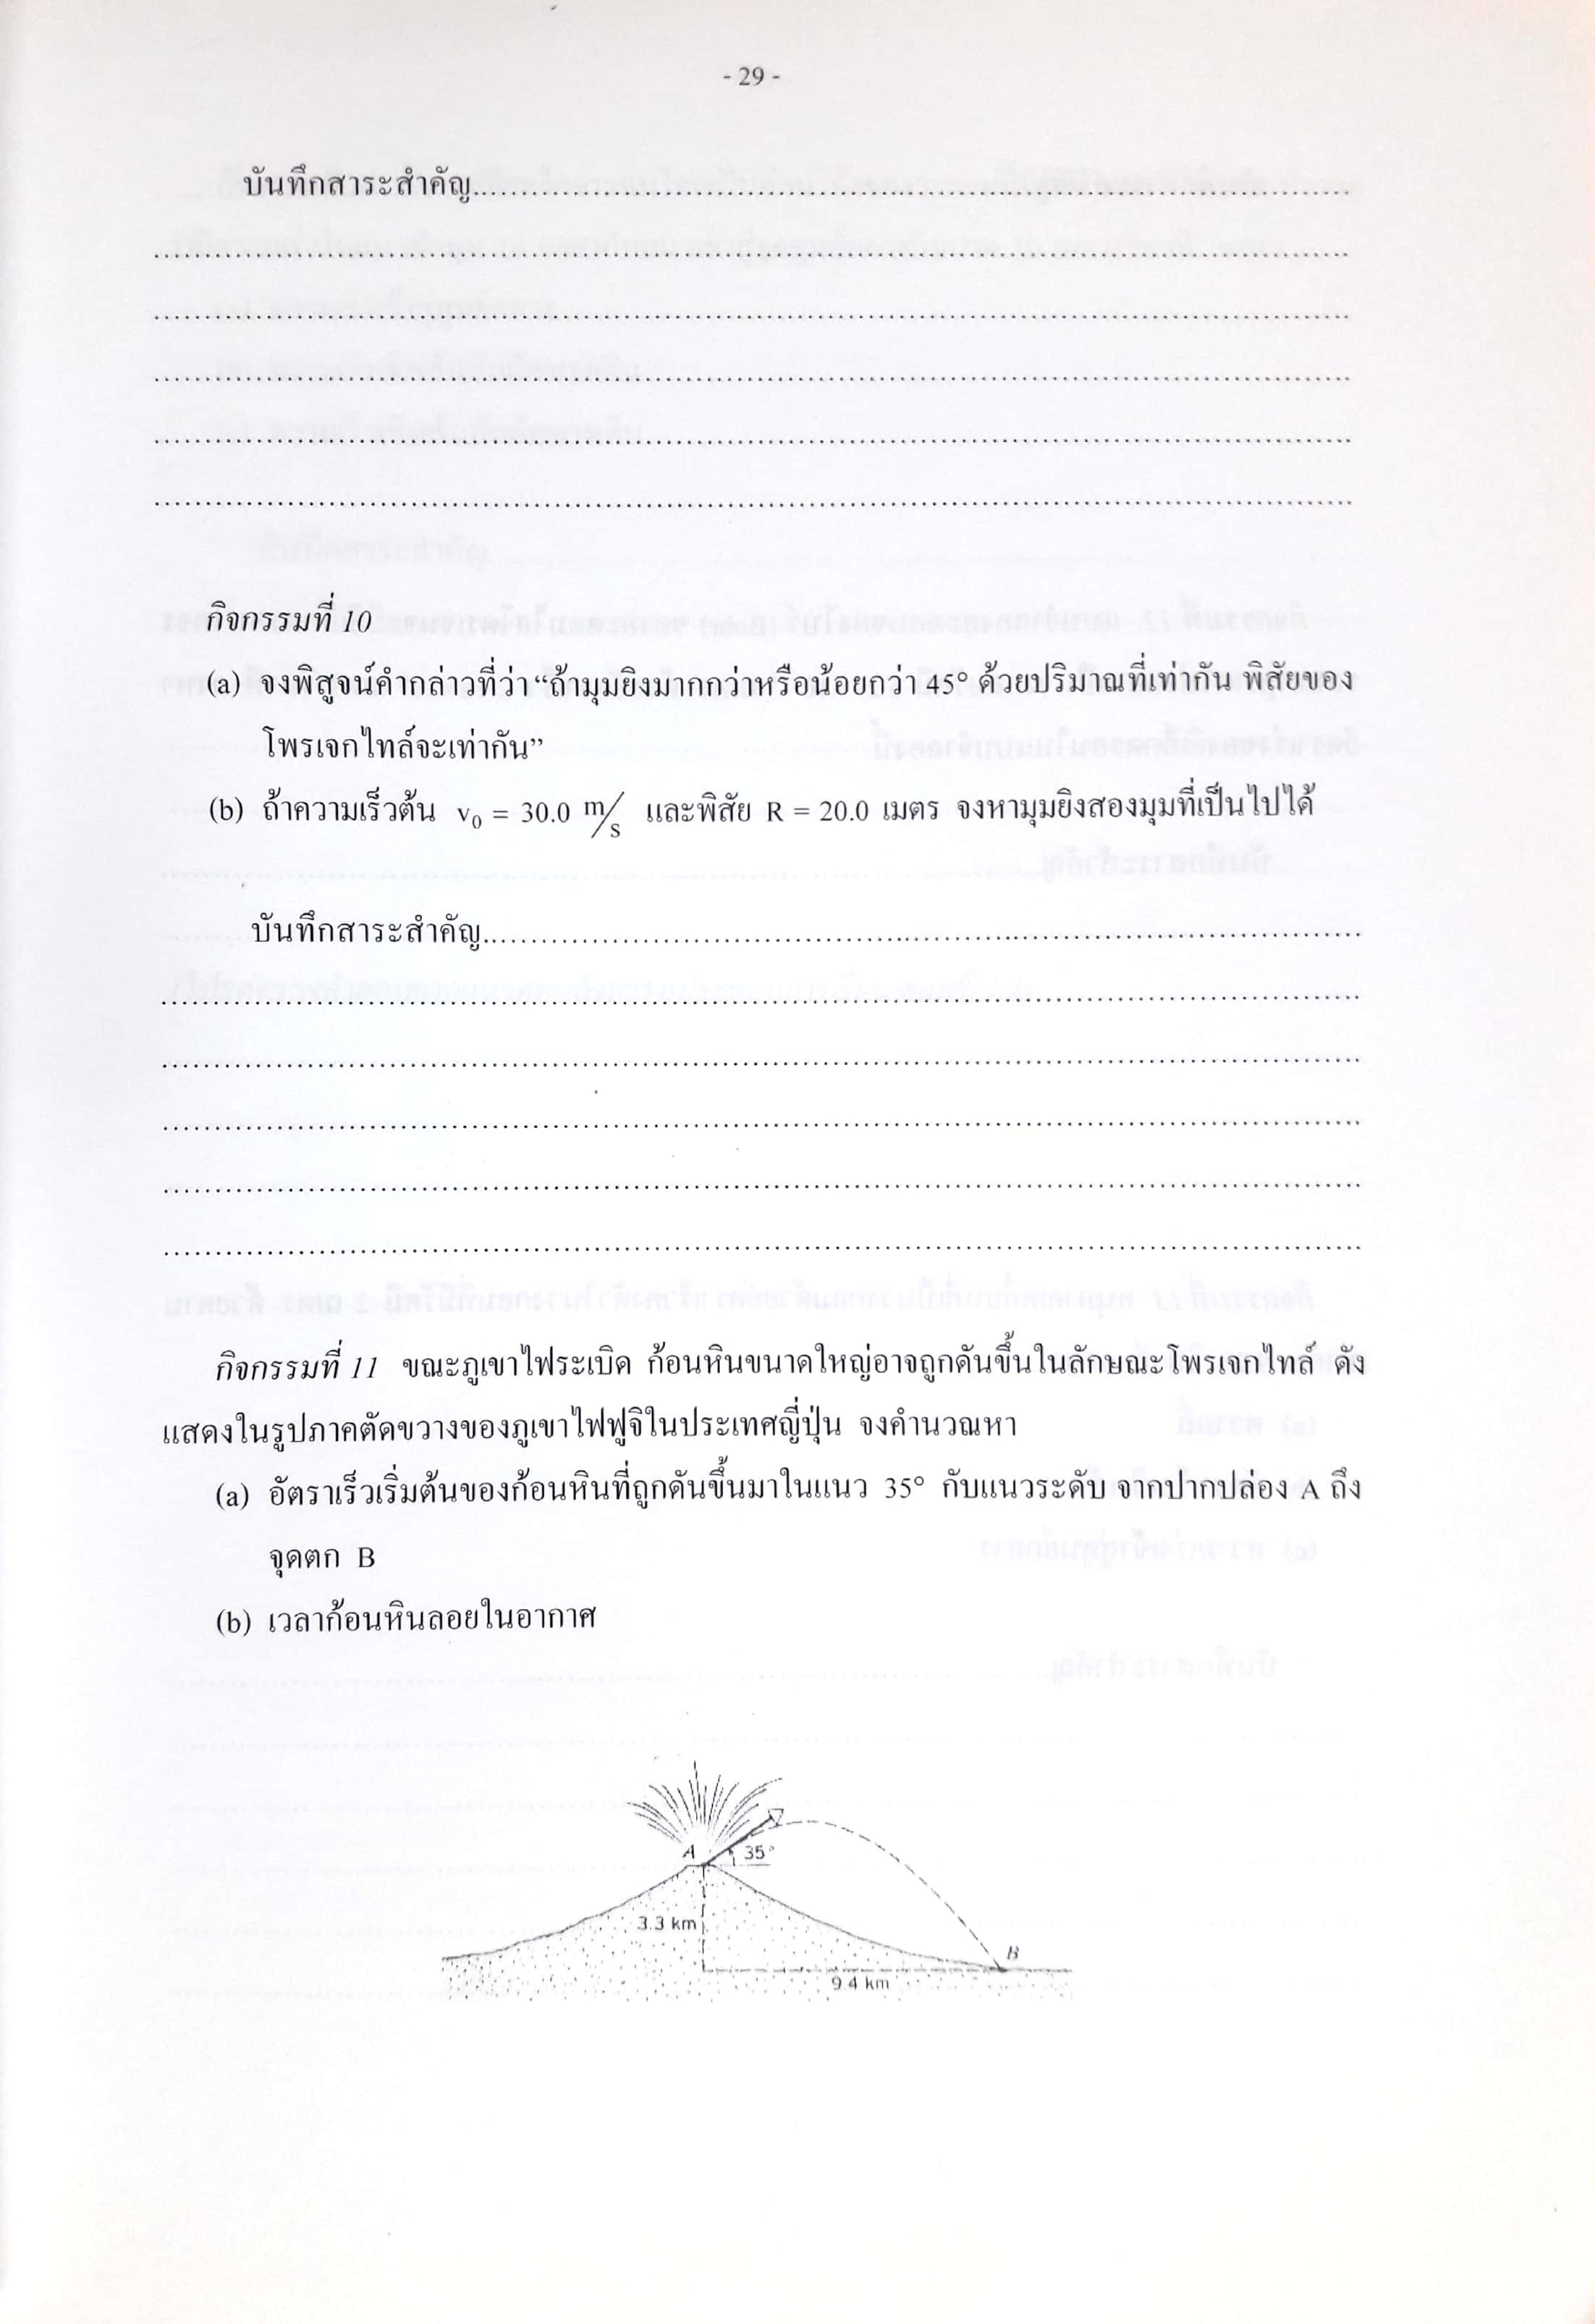 - 29 -
บันทึกสาระสำคัญ
กิจกรรมที่ 10
(a) จงพิสูจน์คำกล่าวที่ว่า “ถ้ามุมยิงมากกว่าหรือน้อยกว่า 45° ด้วยปริมาณที่เท่ากัน พิสัยของ
โพรเจกไทล์จะเท่ากัน”
(b) ถ้าความเร็วต้น v₀ = 30.0 m/s และพิสัย R = 20.0 เมตร จงหามุมยิงสองมุมที่เป็นไปได้
บันทึกสาระสำคัญ
กิจกรรมที่ 11 ขณะภูเขาไฟระเบิด ก้อนหินขนาดใหญ่อาจถูกดันขึ้นในลักษณะโพรเจกไทล์ ดัง
แสดงในรูปภาคตัดขวางของภูเขาไฟฟูจิในประเทศญี่ปุ่น จงคำนวณหา
(a) อัตราเร็วเริ่มต้นของก้อนหินที่ถูกดันขึ้นมาในแนว 35° กับแนวระดับ จากปากปล่อง A ถึง
จุดตก B
(b) เวลาก้อนหินลอยในอากาศ
A 35°
3.3 km
B
9.4 km